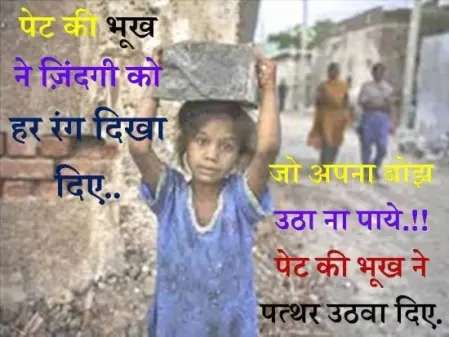 पेट की भूख
ने ज़िंदगी को
हर रंग दिखा
दिए..
जो अपना बोझ
उठा ना पाये.!!
पेट की भूख ने
पत्थर उठवा दिए.